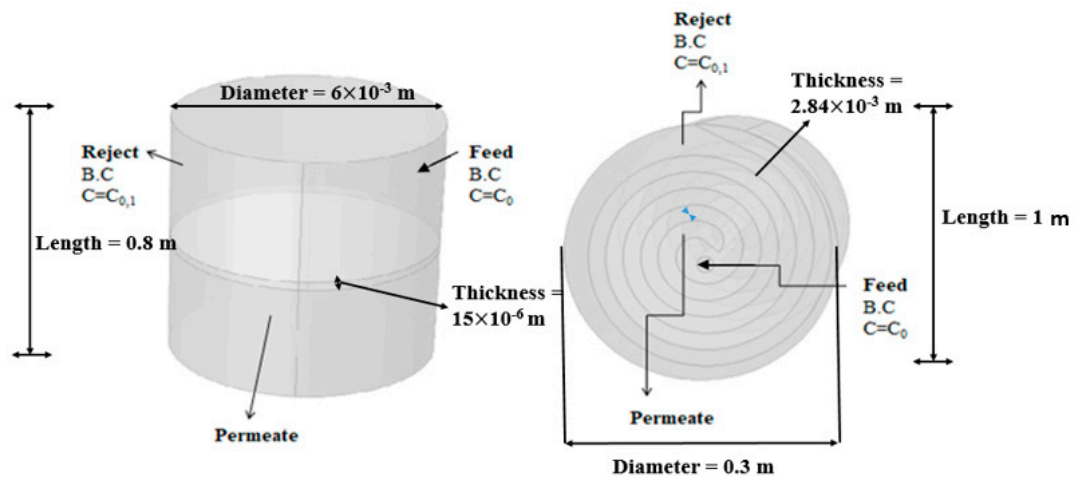 Diameter = 6×10⁻³ m
Reject
B.C
C=C₀,₁
Feed
B.C
C=C₀
Length = 0.8 m
Thickness =
15×10⁻⁶ m
Permeate
Reject
B.C
C=C₀,₁
Thickness =
2.84×10⁻³ m
Length = 1 m
Feed
B.C
C=C₀
Permeate
Diameter = 0.3 m